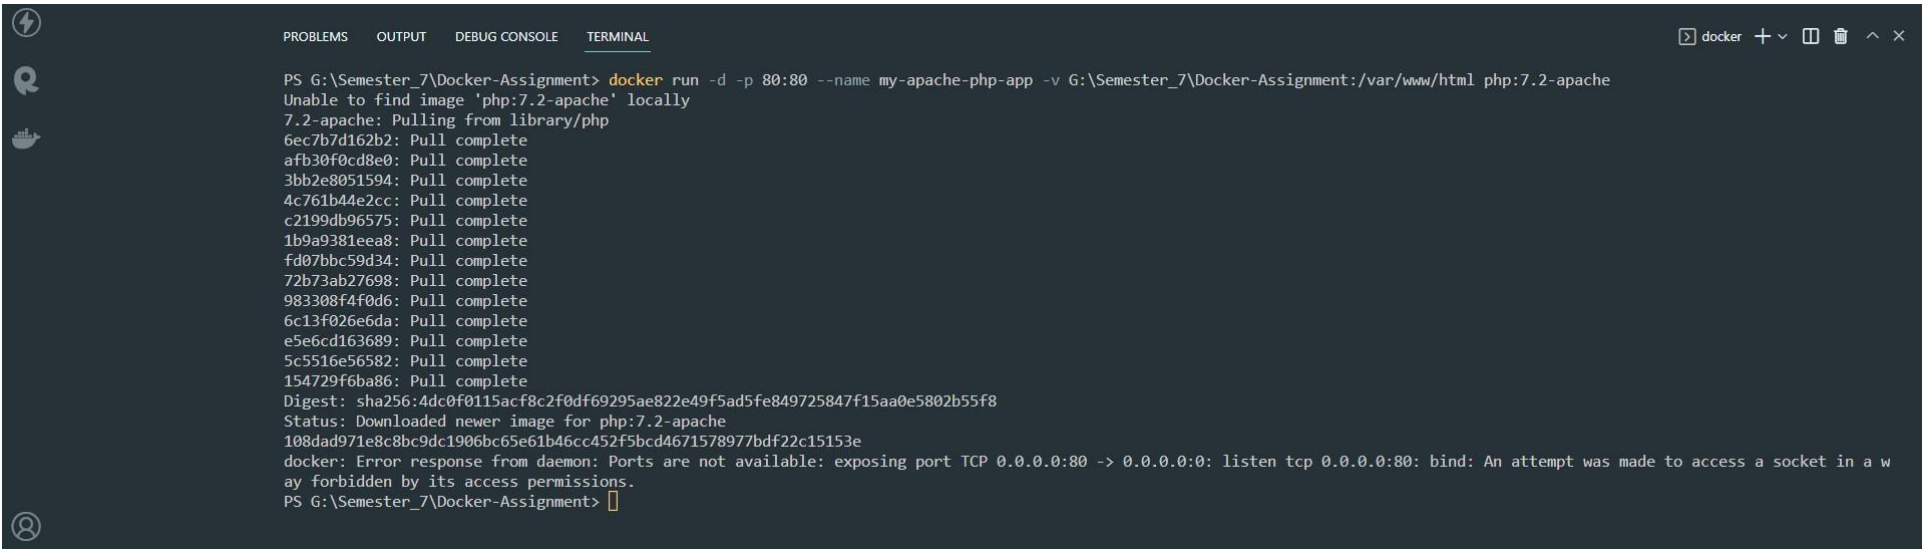 PROBLEMS OUTPUT DEBUG CONSOLE TERMINAL
docker
PS G:\Semester_7\Docker-Assignment> docker run -d -p 80:80 --name my-apache-php-app -v G:\Semester_7\Docker-Assignment:/var/www/html php:7.2-apache
Unable to find image 'php:7.2-apache' locally
7.2-apache: Pulling from library/php
6ec7b7d162b2: Pull complete
afb30f0cd8e0: Pull complete
3bb2e8051594: Pull complete
4c761b44e2cc: Pull complete
c2199db96575: Pull complete
1b9a9381eea8: Pull complete
fd07bbc59d34: Pull complete
72b73ab27698: Pull complete
983308f4f0d6: Pull complete
6c13f026e6da: Pull complete
e5e6cd163689: Pull complete
5c5516e56582: Pull complete
154729f6ba86: Pull complete
Digest: sha256:4dc0f0115acf8c2f0df69295ae822e49f5ad5fe849725847f15aa0e5802b55f8
Status: Downloaded newer image for php:7.2-apache
108dad971e8c8bc9dc1906bc65e61b46cc452f5bcd4671578977bdf22c15153e
docker: Error response from daemon: Ports are not available: exposing port TCP 0.0.0.0:80 -> 0.0.0.0:0: listen tcp 0.0.0.0:80: bind: An attempt was made to access a socket in a w
ay forbidden by its access permissions.
PS G:\Semester_7\Docker-Assignment>